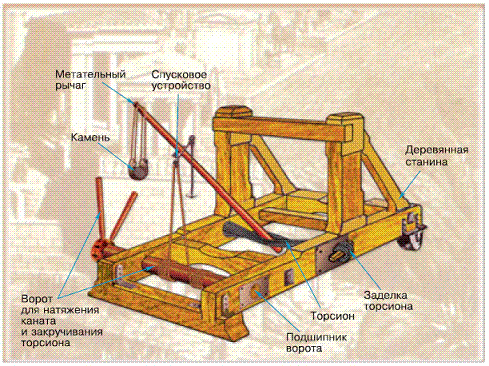 Метательный
рычаг
Спусковое
устройство
Камень
Деревянная
станина
Ворот
для натяжения
каната
и закручивания
торсиона
Подшипник
ворота
Торсион
Заделка
торсиона